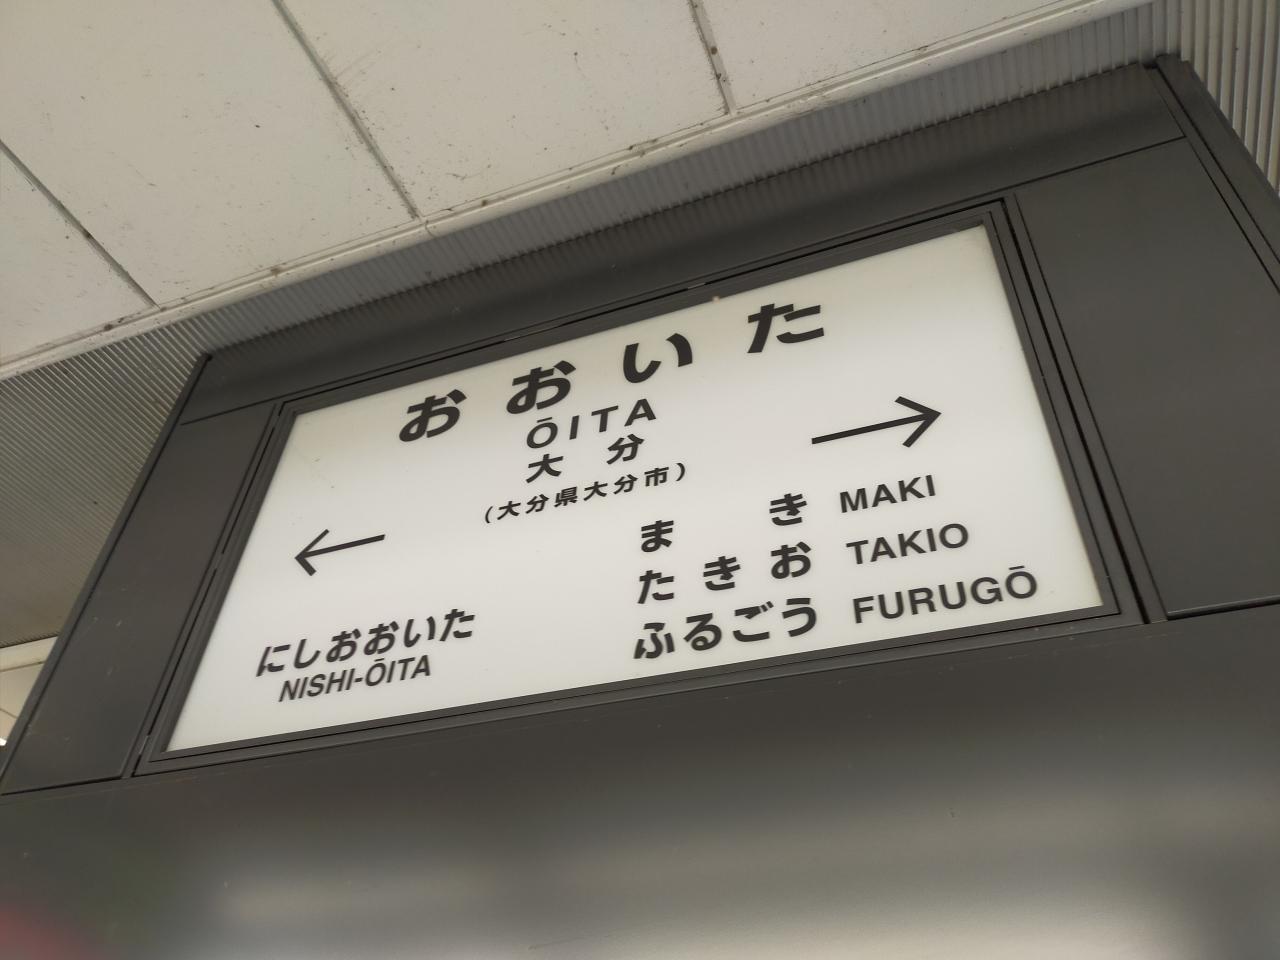 おおいた
ŌITA
大分
(大分県大分市)
←
→
にしおおいた
NISHI-ŌITA
まき MAKI
たきお TAKIO
ふるごう FURUGŌ